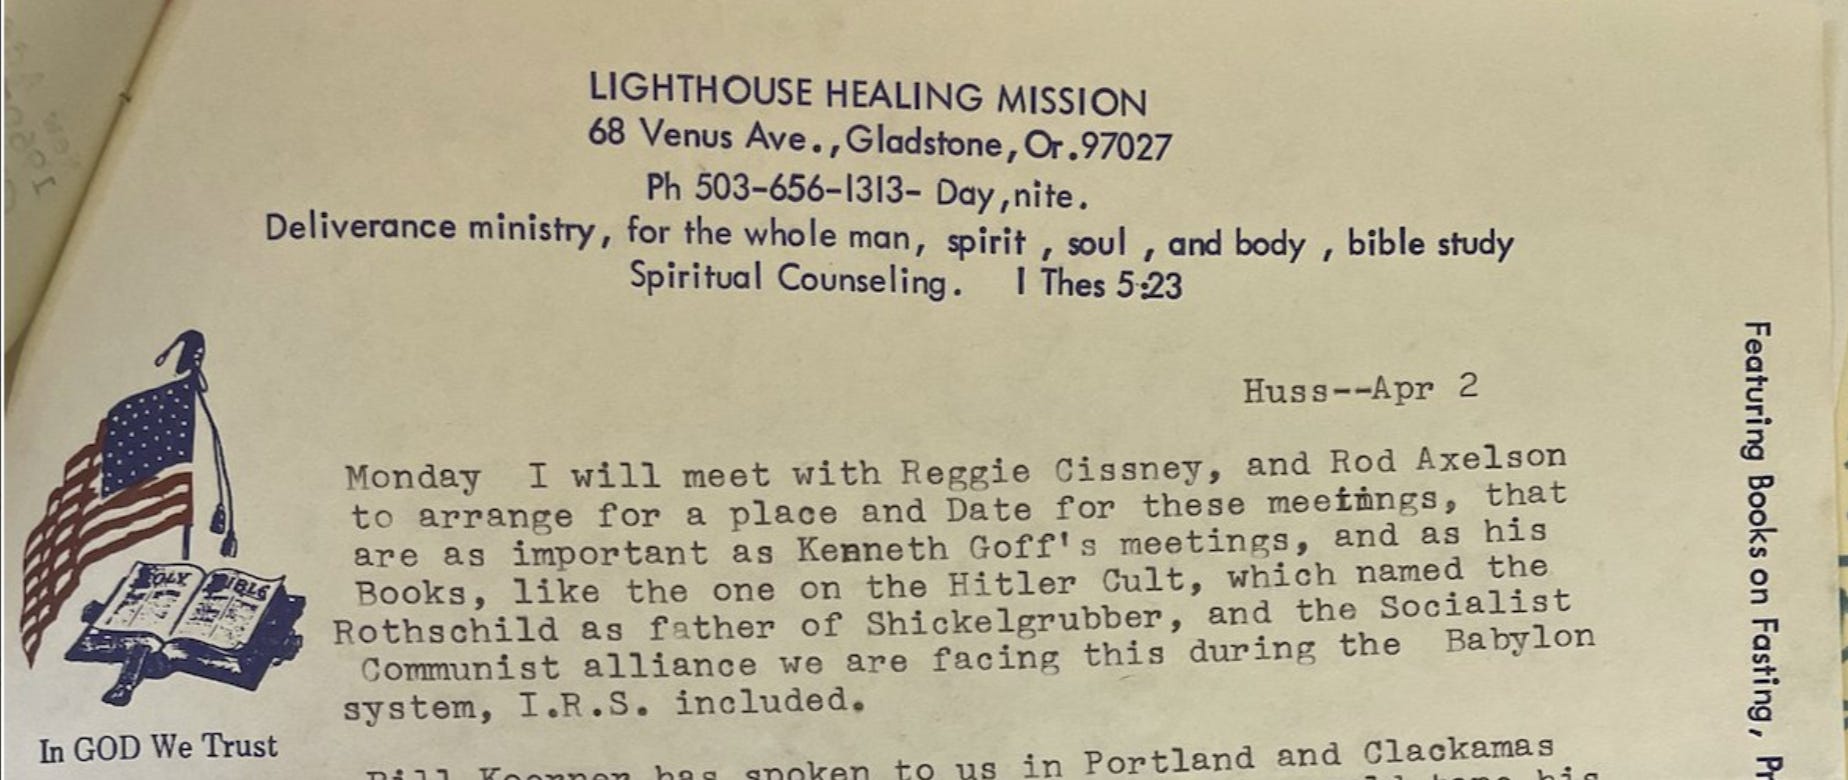 LIGHTHOUSE HEALING MISSION
68 Venus Ave., Gladstone, Or. 97027
Ph 503-656-1313- Day, nite.
Deliverance ministry, for the whole man, spirit , soul , and body , bible study
Spiritual Counseling. I Thes 5:23
Huss--Apr 2
Monday I will meet with Reggie Cissney, and Rod Axelson
to arrange for a place and Date for these meetings, that
are as important as Kenneth Goff's meetings, and as his
Books, like the one on the Hitler Cult, which named the
Rothschild as father of Shickelgrubber, and the Socialist
Communist alliance we are facing this during the Babylon
system, I.R.S. included.
has spoken to us in Portland and Clackamas
his
HOLY BIBLE
In GOD We Trust
Featuring Books on Fasting,